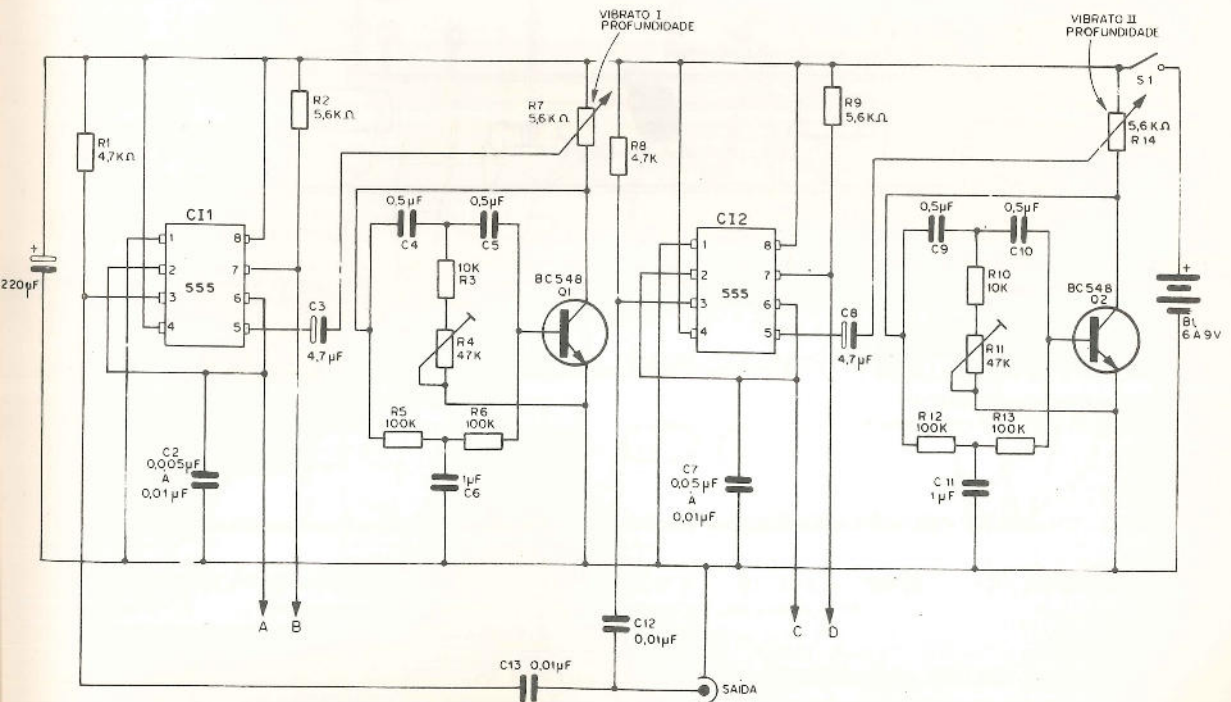 VIBRATO I
PROFUNDIDADE
VIBRATO II
PROFUNDIDADE
S1
R2
5,6KΩ
R7
5,6KΩ
R9
5,6KΩ
5,6KΩ
R14
R1
4,7KΩ
R8
4,7K
220µF
+
CI1
1
2
3
4
8
7
6
5
555
C3
4,7µF
0,5µF
C4
0,5µF
C5
10K
R3
R4
47K
BC548
Q1
R5
100K
R6
100K
1µF
C6
C2
0,005µF
À
0,01µF
CI2
1
2
3
4
8
7
6
5
555
C8
4,7µF
0,5µF
C9
0,5µF
C10
R10
10K
R11
47K
BC548
Q2
+
B1
6A9V
R12
100K
R13
100K
C11
1µF
C7
0,05µF
À
0,01µF
A
B
C
D
C12
0,01µF
C13 0,01µF
SAÍDA